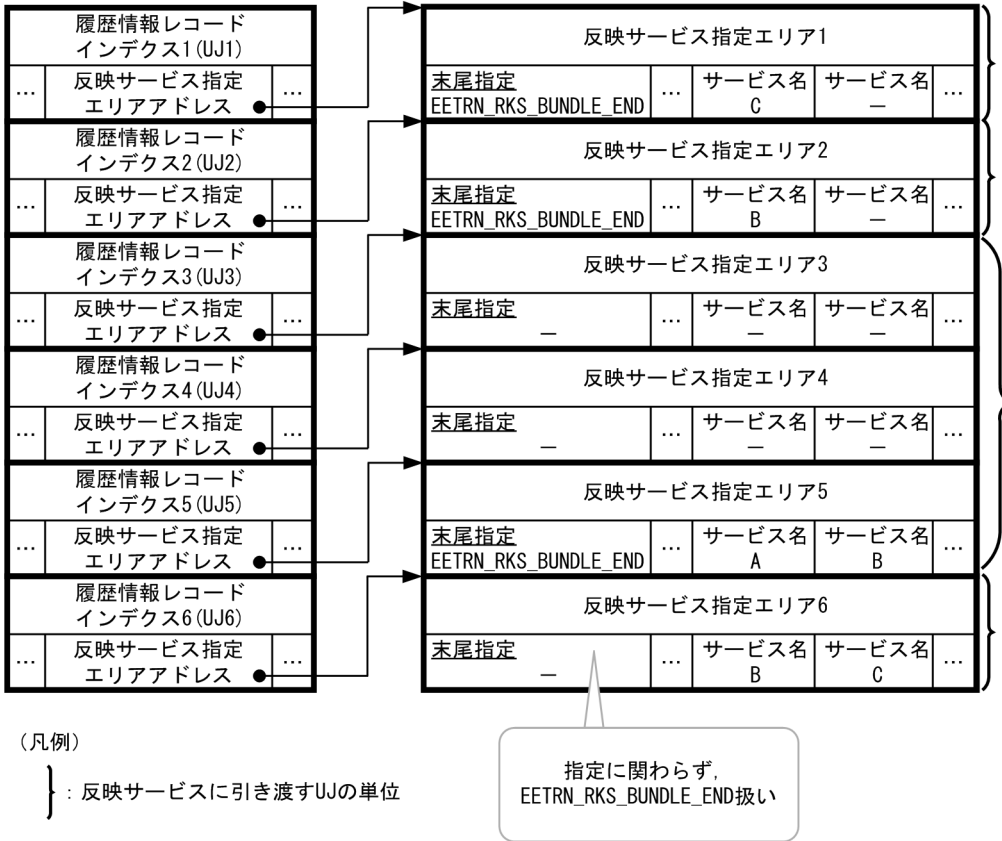 履歴情報レコード
インデクス1(UJ1)
… 反映サービス指定 …
エリアアドレス
反映サービス指定エリア1
末尾指定 … サービス名 サービス名 …
EETRN_RKS_BUNDLE_END C －
履歴情報レコード
インデクス2(UJ2)
… 反映サービス指定 …
エリアアドレス
反映サービス指定エリア2
末尾指定 … サービス名 サービス名 …
EETRN_RKS_BUNDLE_END B －
履歴情報レコード
インデクス3(UJ3)
… 反映サービス指定 …
エリアアドレス
反映サービス指定エリア3
末尾指定 … サービス名 サービス名 …
－ － －
履歴情報レコード
インデクス4(UJ4)
… 反映サービス指定 …
エリアアドレス
反映サービス指定エリア4
末尾指定 … サービス名 サービス名 …
－ － －
履歴情報レコード
インデクス5(UJ5)
… 反映サービス指定 …
エリアアドレス
反映サービス指定エリア5
末尾指定 … サービス名 サービス名 …
EETRN_RKS_BUNDLE_END A B
履歴情報レコード
インデクス6(UJ6)
… 反映サービス指定 …
エリアアドレス
反映サービス指定エリア6
末尾指定 … サービス名 サービス名 …
－ B C
（凡例）
：反映サービスに引き渡すUJの単位
指定に関わらず,
EETRN_RKS_BUNDLE_END扱い